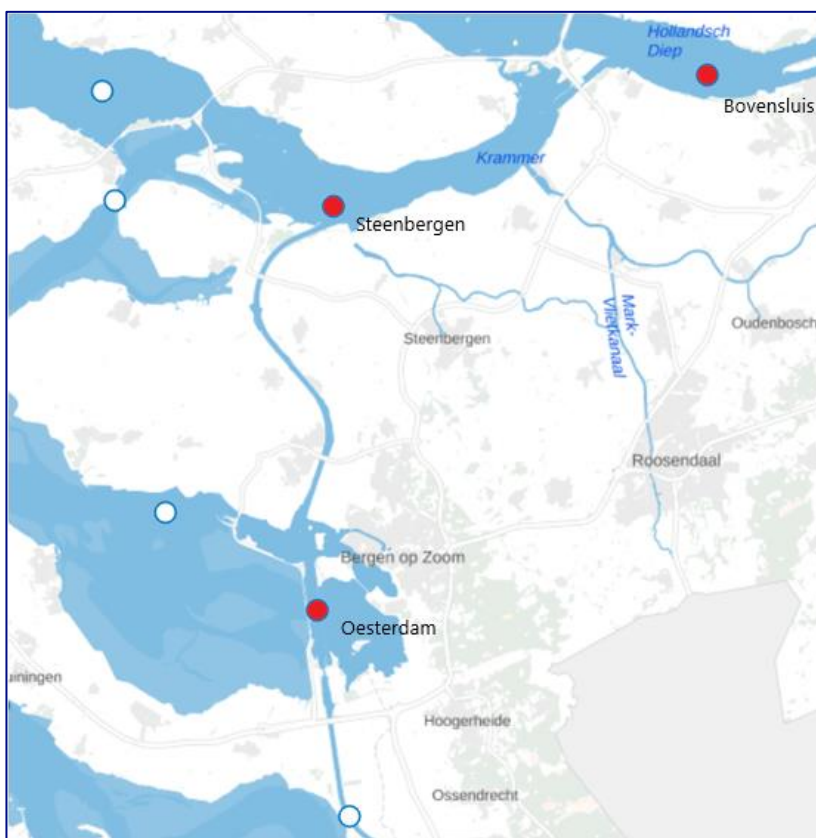 Hollandsch
Diep
Bovensluis
Krammer
Steenbergen
Mark-
Vlietkanaal
Oudenbosch
Steenbergen
Roosendaal
Bergen op Zoom
Oesterdam
uiningen
Hoogerheide
Ossendrecht